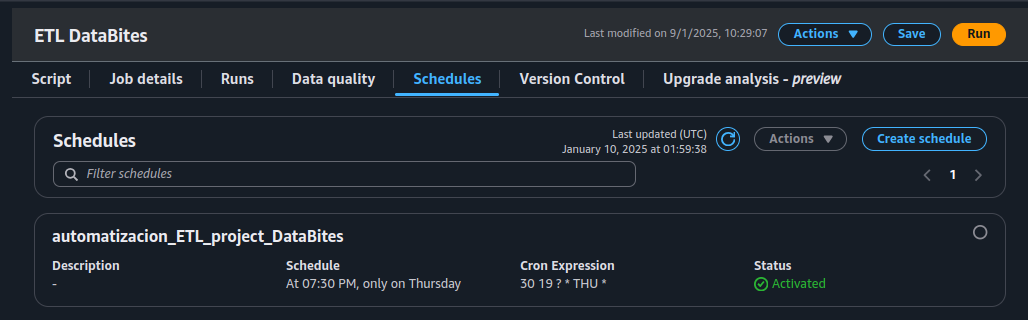 ETL DataBites
Last modified on 9/1/2025, 10:29:07
Actions
Save
Run
Script
Job details
Runs
Data quality
Schedules
Version Control
Upgrade analysis - preview
Schedules
Last updated (UTC)
January 10, 2025 at 01:59:38
Actions
Create schedule
Filter schedules
1
automatizacion_ETL_project_DataBites
Description
-
Schedule
At 07:30 PM, only on Thursday
Cron Expression
30 19 ? * THU *
Status
Activated